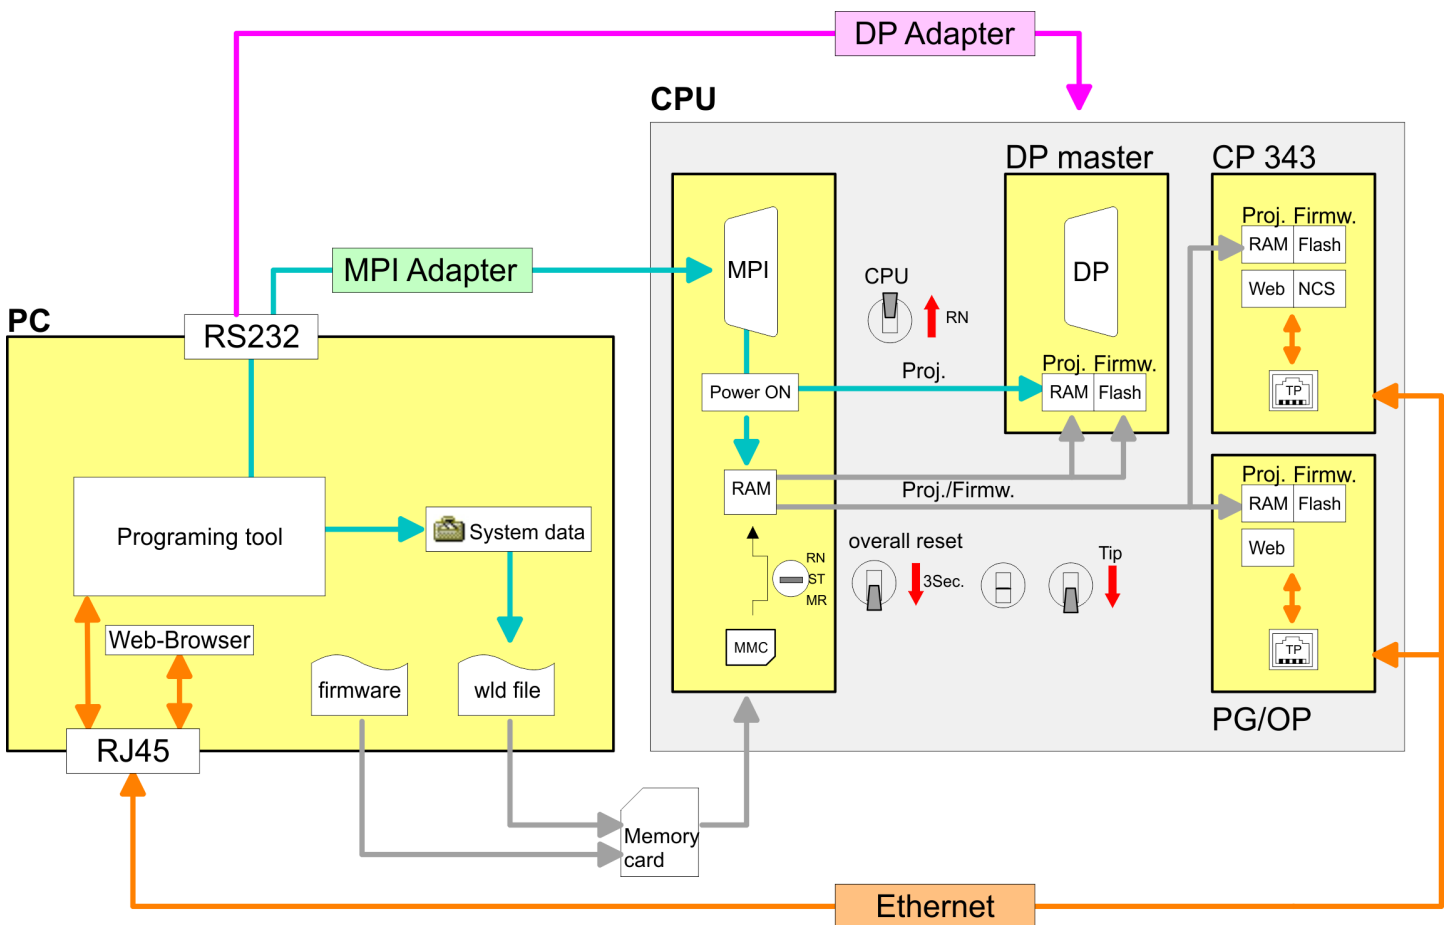 DP Adapter
CPU
DP master
CP 343
MPI Adapter
MPI
DP
CPU
RN
Proj. Firmw.
RAM Flash
Web NCS
TP
PC
RS232
Power ON
Proj.
Proj. Firmw.
RAM Flash
RAM
Proj./Firmw.
Proj. Firmw.
RAM Flash
Web
TP
PG/OP
Programing tool
System data
overall reset
3Sec.
Tip
RN
ST
MR
MMC
Web-Browser
firmware
wld file
RJ45
Memory
card
Ethernet